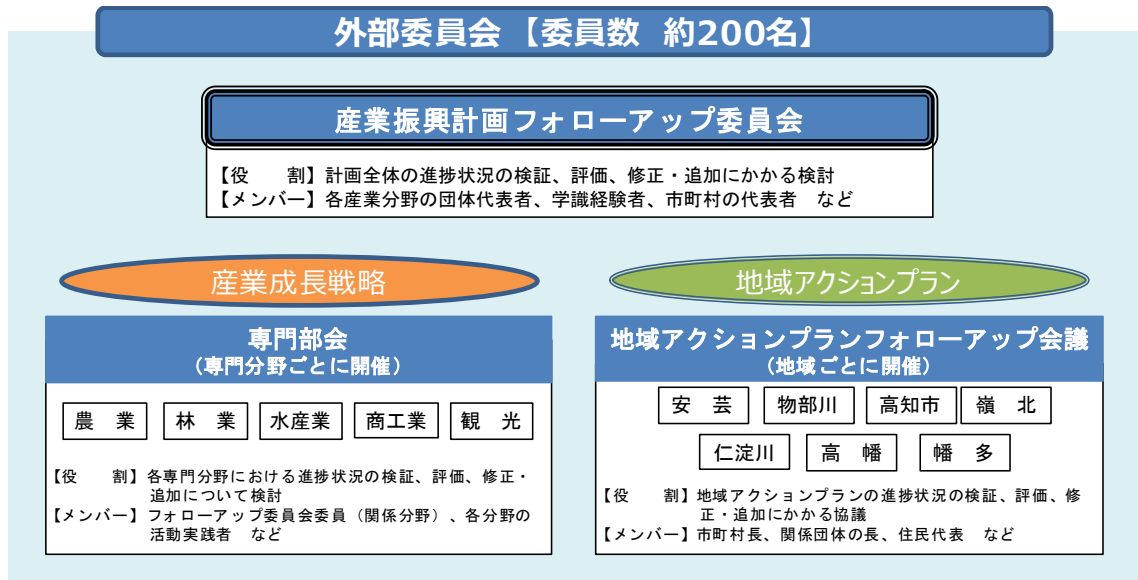 外部委員会【委員数 約200名】
産業振興計画フォローアップ委員会
【役　　割】計画全体の進捗状況の検証、評価、修正・追加にかかる検討
【メンバー】各産業分野の団体代表者、学識経験者、市町村の代表者　など
産業成長戦略
専門部会
（専門分野ごとに開催）
農　業　林　業　水産業　商工業　観　光
【役　　割】各専門分野における進捗状況の検証、評価、修正・
追加について検討
【メンバー】フォローアップ委員会委員（関係分野）、各分野の
活動実践者　など
地域アクションプラン
地域アクションプランフォローアップ会議
（地域ごとに開催）
安　芸　物部川　高知市　嶺　北
仁淀川　高　幡　幡　多
【役　　割】地域アクションプランの進捗状況の検証、評価、修
正・追加にかかる協議
【メンバー】市町村長、関係団体の長、住民代表　など